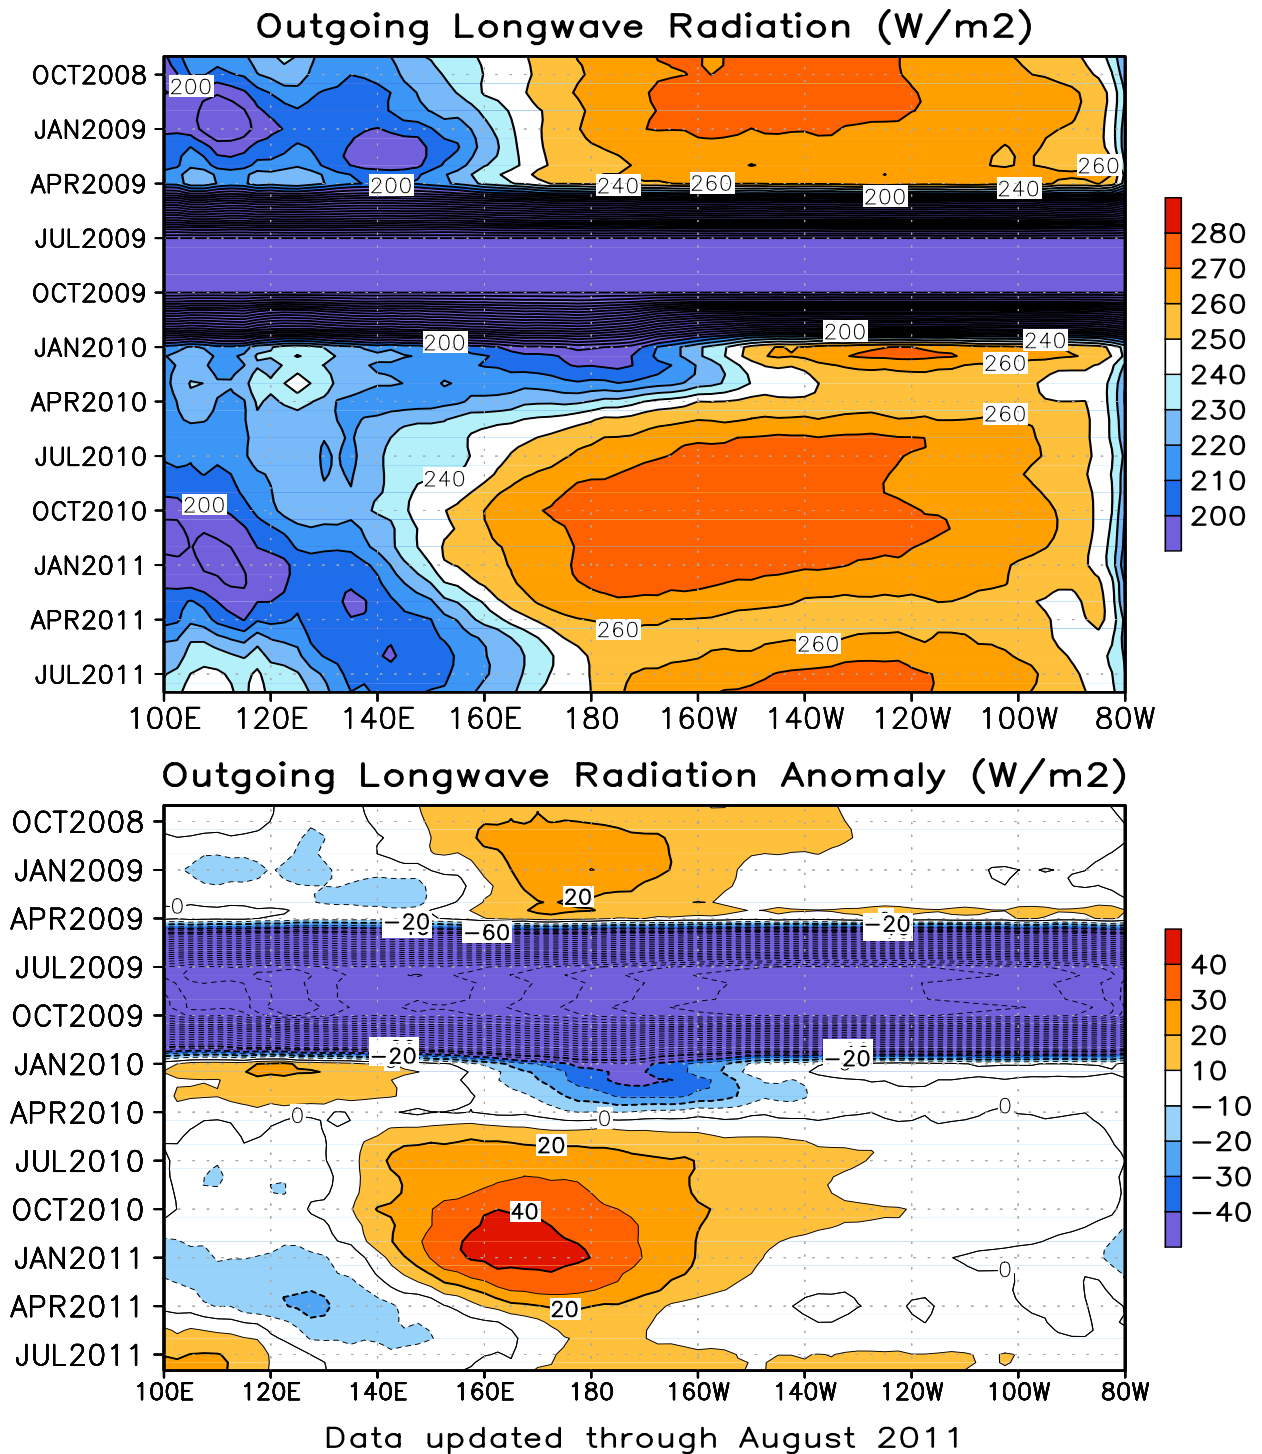 Outgoing Longwave Radiation (W/m2)
OCT2008
JAN2009
APR2009
JUL2009
OCT2009
JAN2010
APR2010
JUL2010
OCT2010
JAN2011
APR2011
JUL2011
200
200
240
260
200
240
260
200
200
240
260
260
240
200
260
260
100E 120E 140E 160E 180 160W 140W 120W 100W 80W
280
270
260
250
240
230
220
210
200
Outgoing Longwave Radiation Anomaly (W/m2)
OCT2008
JAN2009
APR2009
JUL2009
OCT2009
JAN2010
APR2010
JUL2010
OCT2010
JAN2011
APR2011
JUL2011
20
0
-20
-60
-20
-20
-20
0
0
0
20
40
0
20
100E 120E 140E 160E 180 160W 140W 120W 100W 80W
40
30
20
10
-10
-20
-30
-40
Data updated through August 2011